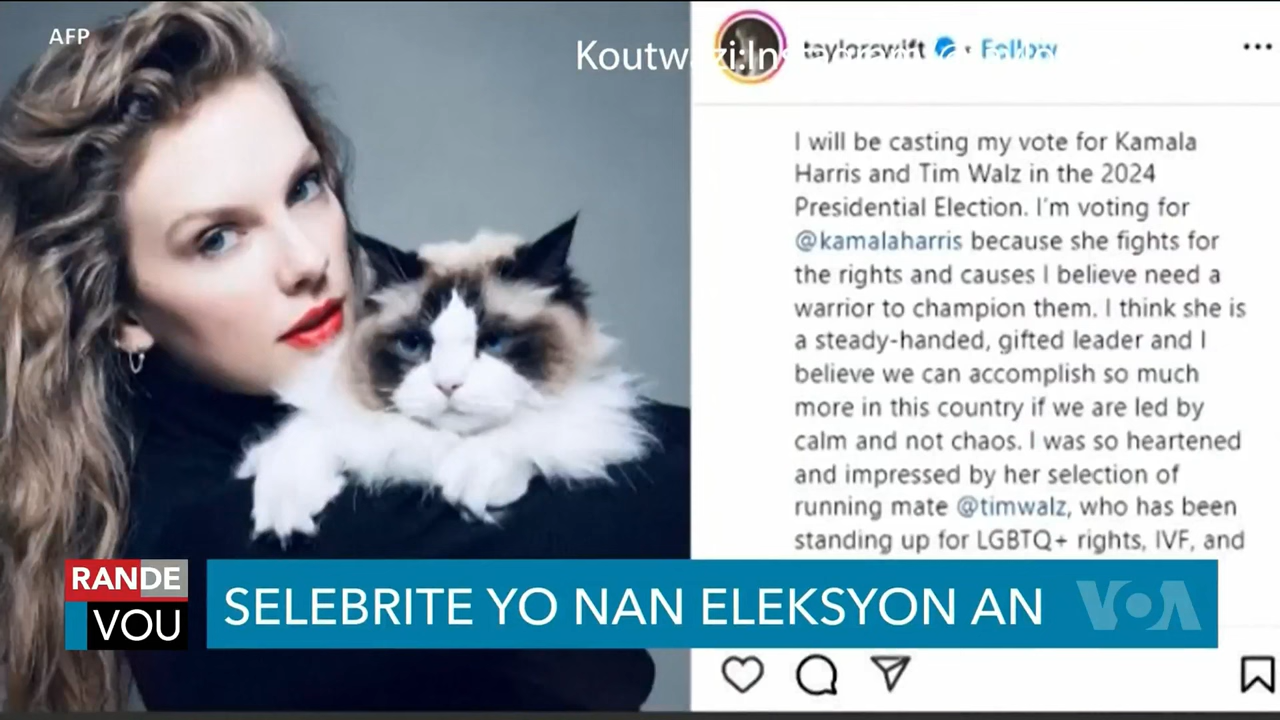 AFP
Koutwazi:Instagram
taylorswift
Follow
I will be casting my vote for Kamala
Harris and Tim Walz in the 2024
Presidential Election. I'm voting for
@kamalaharris because she fights for
the rights and causes I believe need a
warrior to champion them. I think she is
a steady-handed, gifted leader and I
believe we can accomplish so much
more in this country if we are led by
calm and not chaos. I was so heartened
and impressed by her selection of
running mate @timwalz, who has been
standing up for LGBTQ+ rights, IVF, and
RANDE
VOU
SELEBRITE YO NAN ELEKSYON AN
VOA